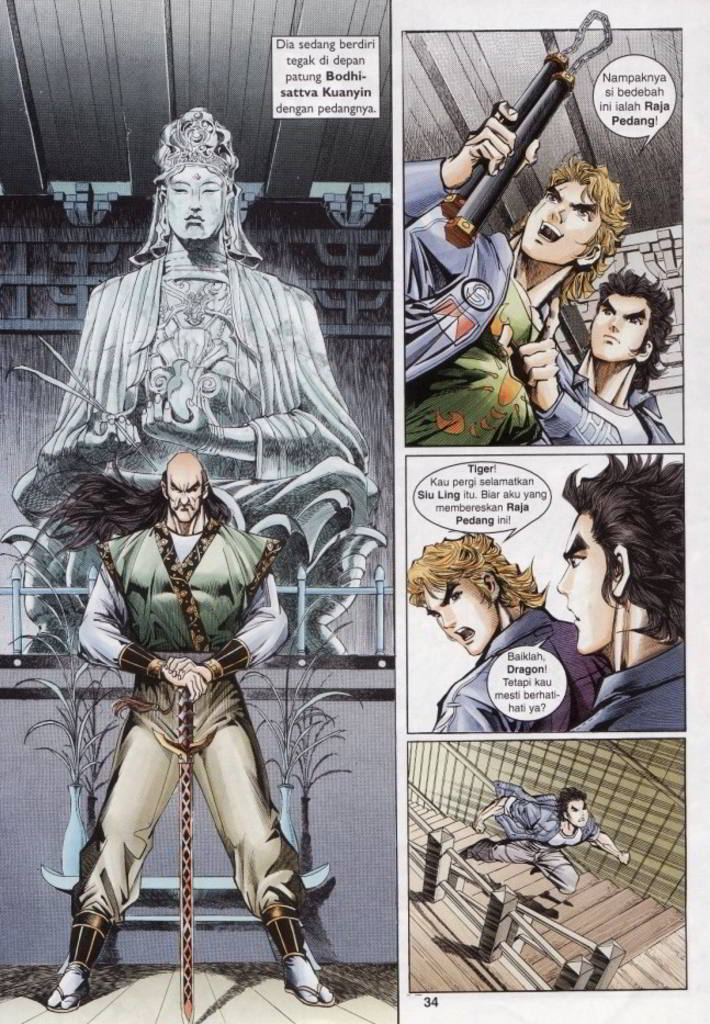 Dia sedang berdiri
tegak di depan
patung Bodhi-
sattva Kuanyin
dengan pedangnya.
Nampaknya
si bedebah
ini ialah Raja
Pedang!
Tiger!
Kau pergi selamatkan
Siu Ling itu. Biar aku yang
membereskan Raja
Pedang ini!
Baiklah,
Dragon!
Tetapi kau
mesti berhati-
hati ya?
34